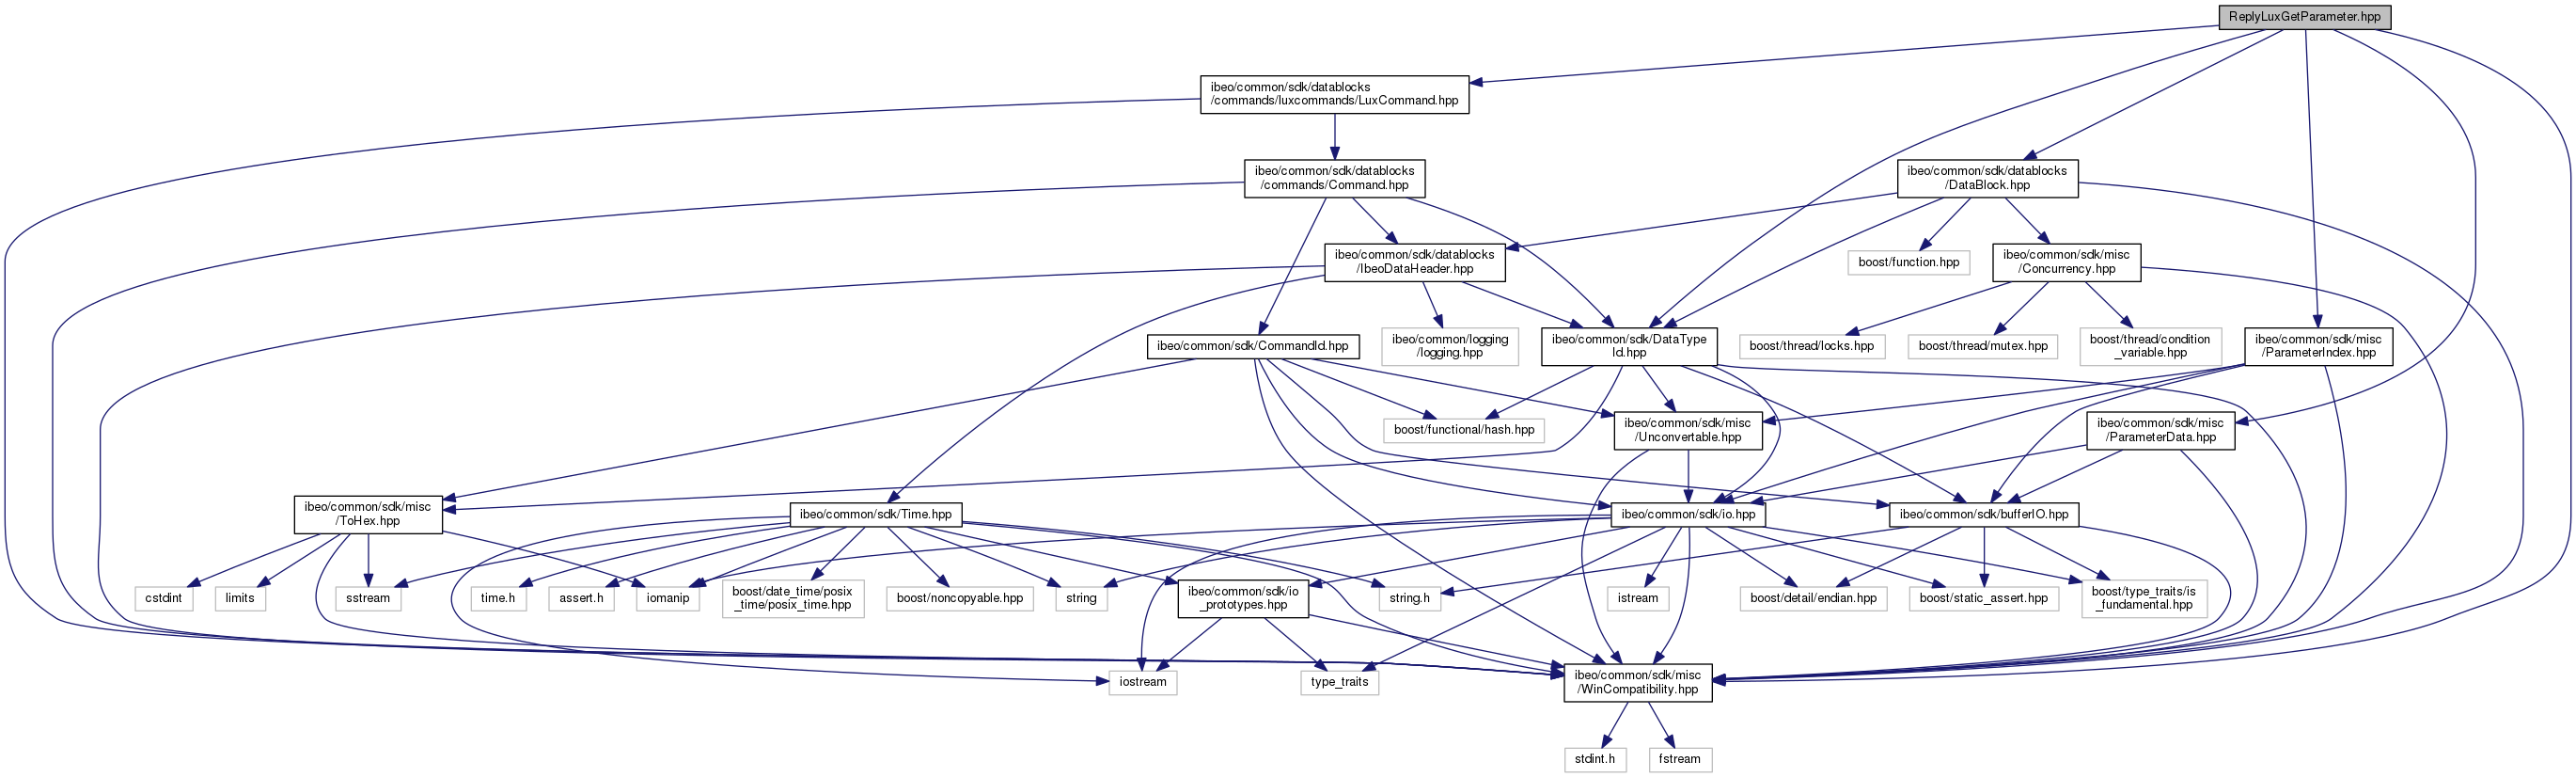 ReplyLuxGetParameter.hpp
ibeo/common/sdk/datablocks
/commands/luxcommands/LuxCommand.hpp
ibeo/common/sdk/datablocks
/commands/Command.hpp
ibeo/common/sdk/datablocks
/DataBlock.hpp
ibeo/common/sdk/datablocks
/IbeoDataHeader.hpp
boost/function.hpp
ibeo/common/sdk/misc
/Concurrency.hpp
ibeo/common/sdk/CommandId.hpp
ibeo/common/logging
/logging.hpp
ibeo/common/sdk/DataType
Id.hpp
boost/thread/locks.hpp
boost/thread/mutex.hpp
boost/thread/condition
_variable.hpp
ibeo/common/sdk/misc
/ParameterIndex.hpp
boost/functional/hash.hpp
ibeo/common/sdk/misc
/Unconvertable.hpp
ibeo/common/sdk/misc
/ParameterData.hpp
ibeo/common/sdk/misc
/ToHex.hpp
ibeo/common/sdk/Time.hpp
ibeo/common/sdk/io.hpp
ibeo/common/sdk/bufferIO.hpp
cstdint
limits
sstream
time.h
assert.h
iomanip
boost/date_time/posix
_time/posix_time.hpp
boost/noncopyable.hpp
string
ibeo/common/sdk/io
_prototypes.hpp
string.h
istream
boost/detail/endian.hpp
boost/static_assert.hpp
boost/type_traits/is
_fundamental.hpp
iostream
type_traits
ibeo/common/sdk/misc
/WinCompatibility.hpp
stdint.h
fstream